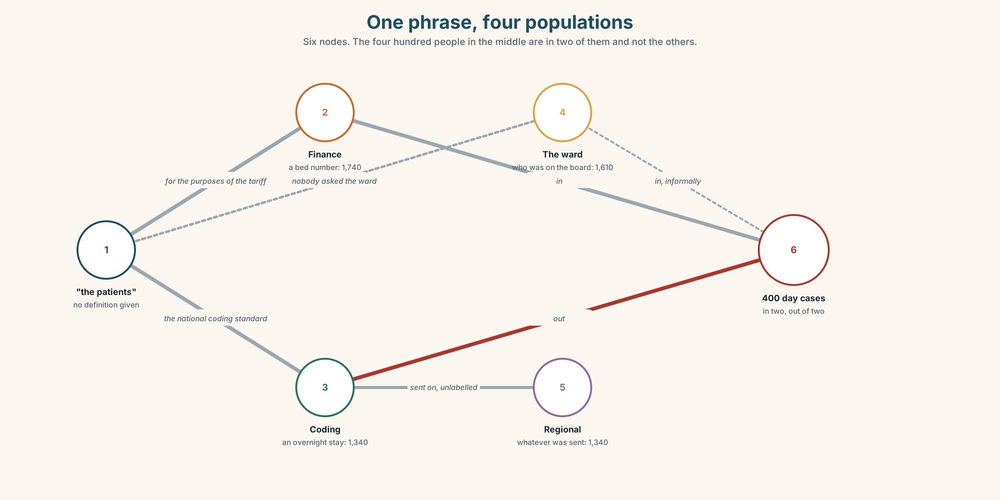 One phrase, four populations
Six nodes. The four hundred people in the middle are in two of them and not the others.
2
Finance
a bed number: 1,740
4
The ward
who was on the board: 1,610
for the purposes of the tariff
nobody asked the ward
in
in, informally
1
"the patients"
no definition given
6
400 day cases
in two, out of two
the national coding standard
out
3
sent on, unlabelled
5
Coding
an overnight stay: 1,340
Regional
whatever was sent: 1,340